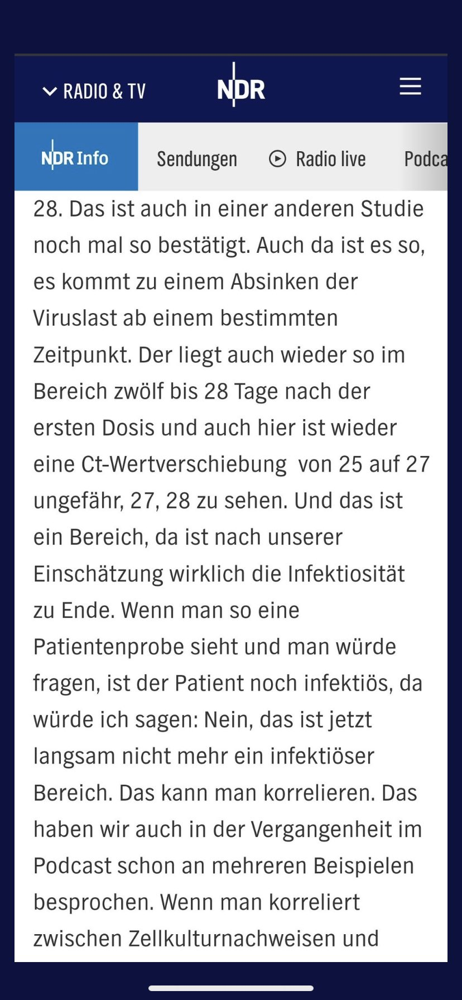 RADIO & TV
NDR
NDR Info
Sendungen
Radio live
Podca
28. Das ist auch in einer anderen Studie
noch mal so bestätigt. Auch da ist es so,
es kommt zu einem Absinken der
Viruslast ab einem bestimmten
Zeitpunkt. Der liegt auch wieder so im
Bereich zwölf bis 28 Tage nach der
ersten Dosis und auch hier ist wieder
eine Ct-Wertverschiebung  von 25 auf 27
ungefähr, 27, 28 zu sehen. Und das ist
ein Bereich, da ist nach unserer
Einschätzung wirklich die Infektiosität
zu Ende. Wenn man so eine
Patientenprobe sieht und man würde
fragen, ist der Patient noch infektiös, da
würde ich sagen: Nein, das ist jetzt
langsam nicht mehr ein infektiöser
Bereich. Das kann man korrelieren. Das
haben wir auch in der Vergangenheit im
Podcast schon an mehreren Beispielen
besprochen. Wenn man korreliert
zwischen Zellkulturnachweisen und